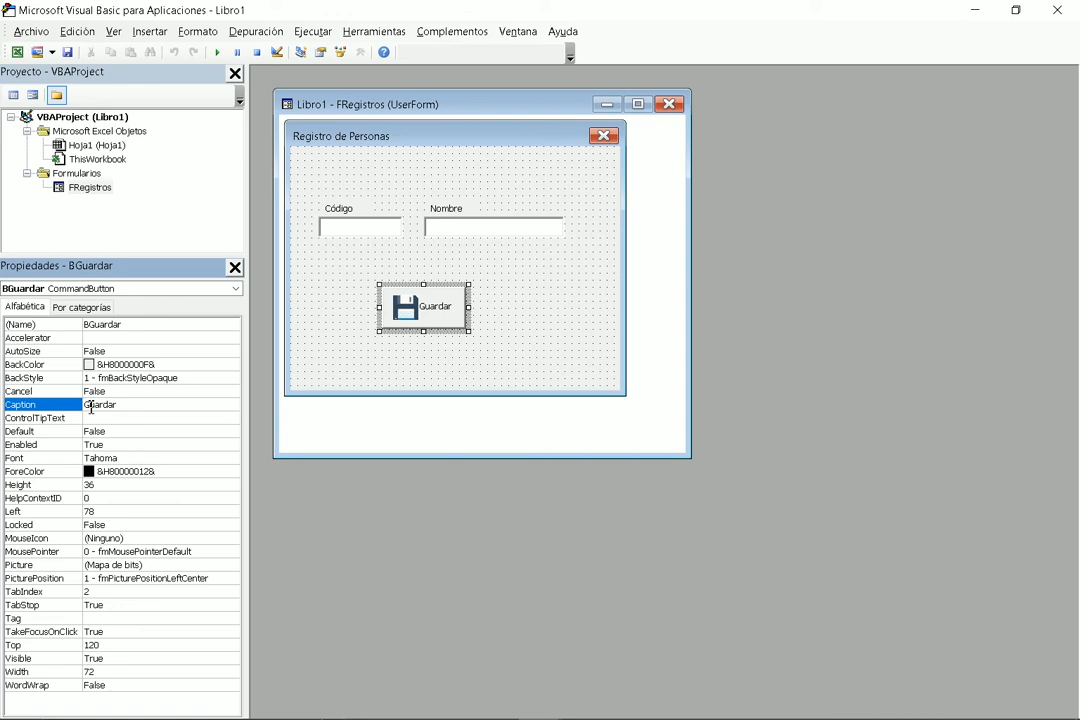 Microsoft Visual Basic para Aplicaciones - Libro1
Archivo Edición Ver Insertar Formato Depuración Ejecutar Herramientas Complementos Ventana Ayuda
Proyecto - VBAProject
VBAProject (Libro1)
Microsoft Excel Objetos
Hoja1 (Hoja1)
ThisWorkbook
Formularios
FRegistros
Propiedades - BGuardar
BGuardar CommandButton
Alfabética Por categorías
(Name) BGuardar
Accelerator
AutoSize False
BackColor &H8000000F&
BackStyle 1 - fmBackStyleOpaque
Cancel False
Caption Guardar
ControlTipText
Default False
Enabled True
Font Tahoma
ForeColor &H80000012&
Height 36
HelpContextID 0
Left 78
Locked False
MouseIcon (Ninguno)
MousePointer 0 - fmMousePointerDefault
Picture (Mapa de bits)
PicturePosition 1 - fmPicturePositionLeftCenter
TabIndex 2
TabStop True
Tag
TakeFocusOnClick True
Top 120
Visible True
Width 72
WordWrap False
Libro1 - FRegistros (UserForm)
Registro de Personas
Código Nombre
Guardar